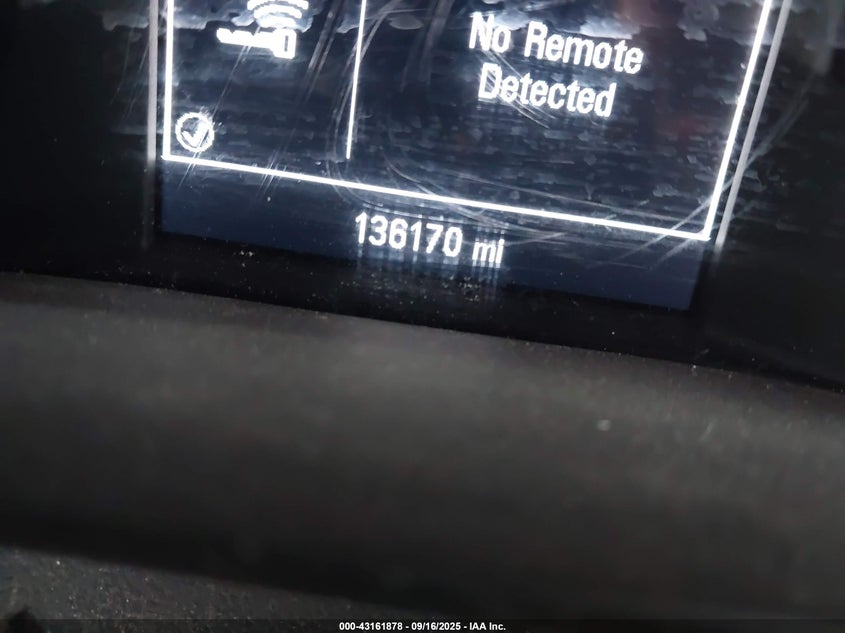 No Remote
Detected
136170 mi
000-43161878 - 09/16/2025 - IAA Inc.